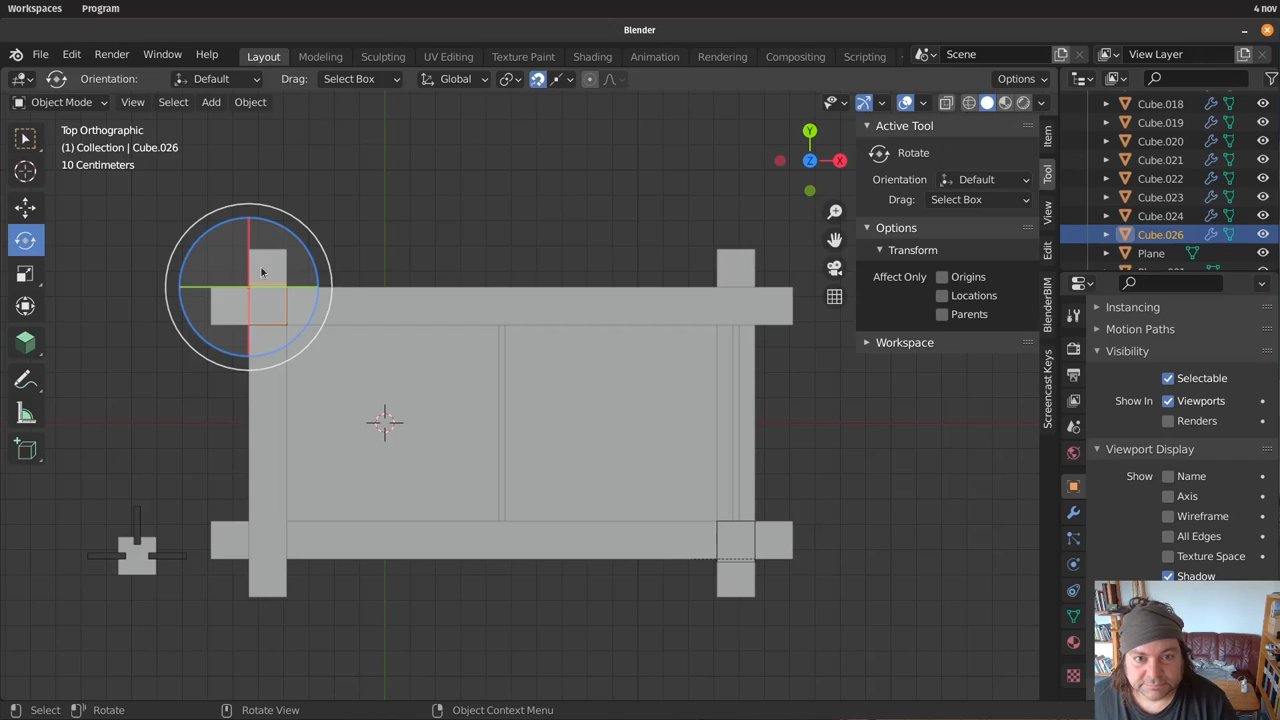 Workspaces Program 4 nov
Blender
File Edit Render Window Help Layout Modeling Sculpting UV Editing Texture Paint Shading Animation Rendering Compositing Scripting Scene View Layer
Orientation: Default Drag: Select Box Global Options
Object Mode View Select Add Object
Top Orthographic
(1) Collection | Cube.026
10 Centimeters
Y
Z
X
Active Tool
Rotate
Orientation Default
Drag: Select Box
Options
Transform
Affect Only Origins
Locations
Parents
Workspace
Item
Tool
View
Edit
BlenderBIM
Screencast Keys
Cube.018
Cube.019
Cube.020
Cube.021
Cube.022
Cube.023
Cube.024
Cube.026
Plane
Instancing
Motion Paths
Visibility
Selectable
Show In Viewports
Renders
Viewport Display
Show Name
Axis
Wireframe
All Edges
Texture Space
Shadow
Select Rotate Rotate View Object Context Menu